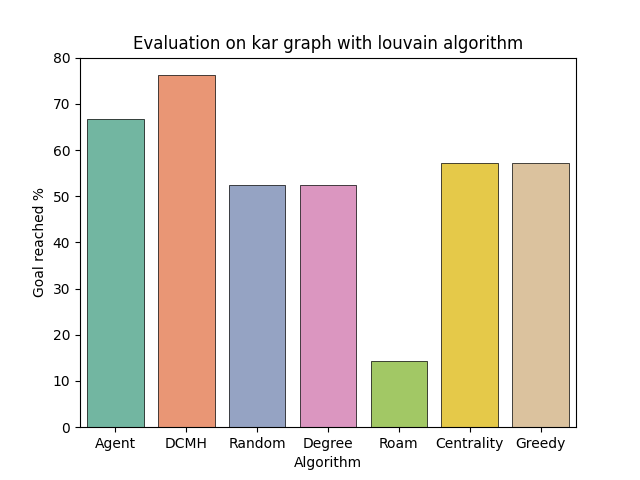 Evaluation on kar graph with louvain algorithm
80
70
60
50
40
30
20
10
0
Goal reached %
Agent DCMH Random Degree Roam Centrality Greedy
Algorithm